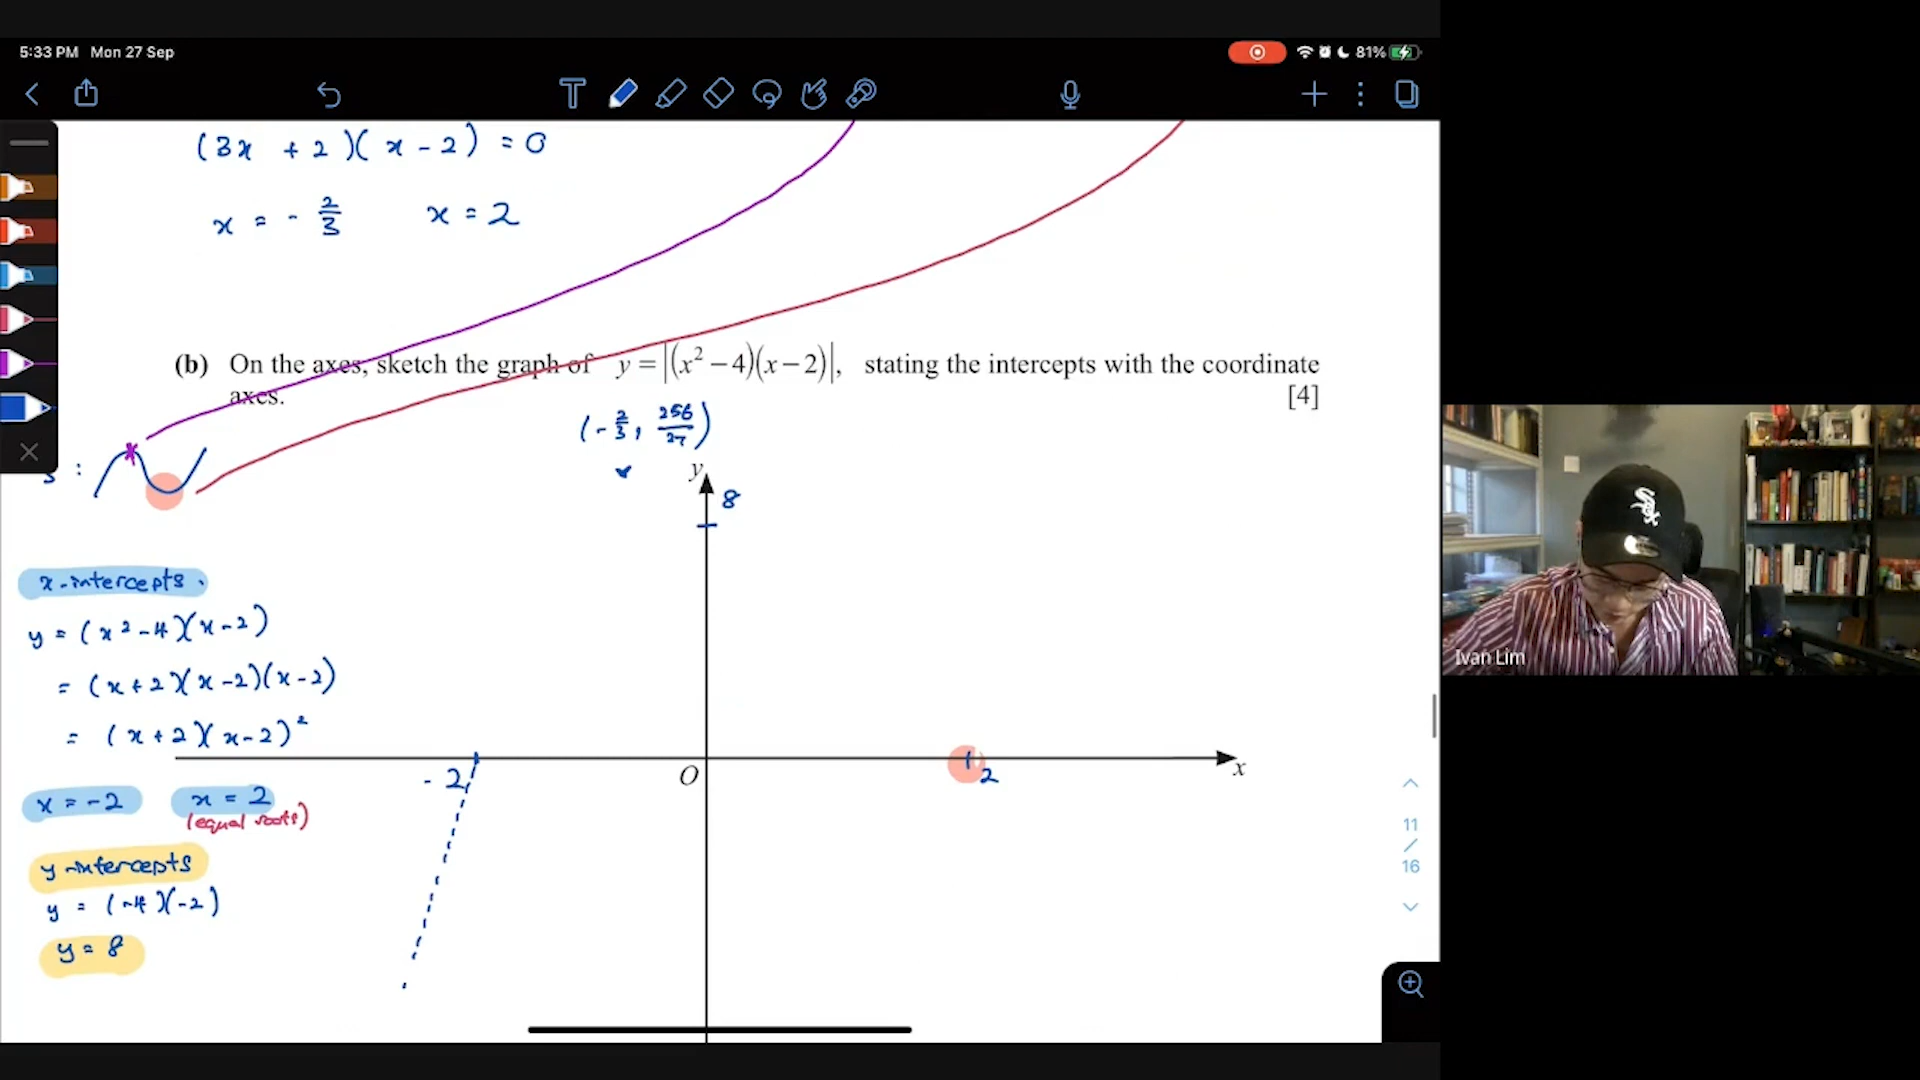 5:33 PM Mon 27 Sep
81%
T
(3x + 2)(x - 2) = 0
x = - 2/3 x = 2
(b) On the axes, sketch the graph of y = |(x² – 4)(x – 2)|, stating the intercepts with the coordinate
axes. [4]
(- 2/3, 256/27)
y
8
x-intercepts.
y = (x² - 4)(x - 2)
= (x + 2)(x - 2)(x - 2)
= (x + 2)(x - 2)²
- 2
O
2
x
x = -2 x = 2
(equal roots)
y-intercepts
y = (-4)(-2)
y = 8
11
/
16
Sox
Ivan Lim